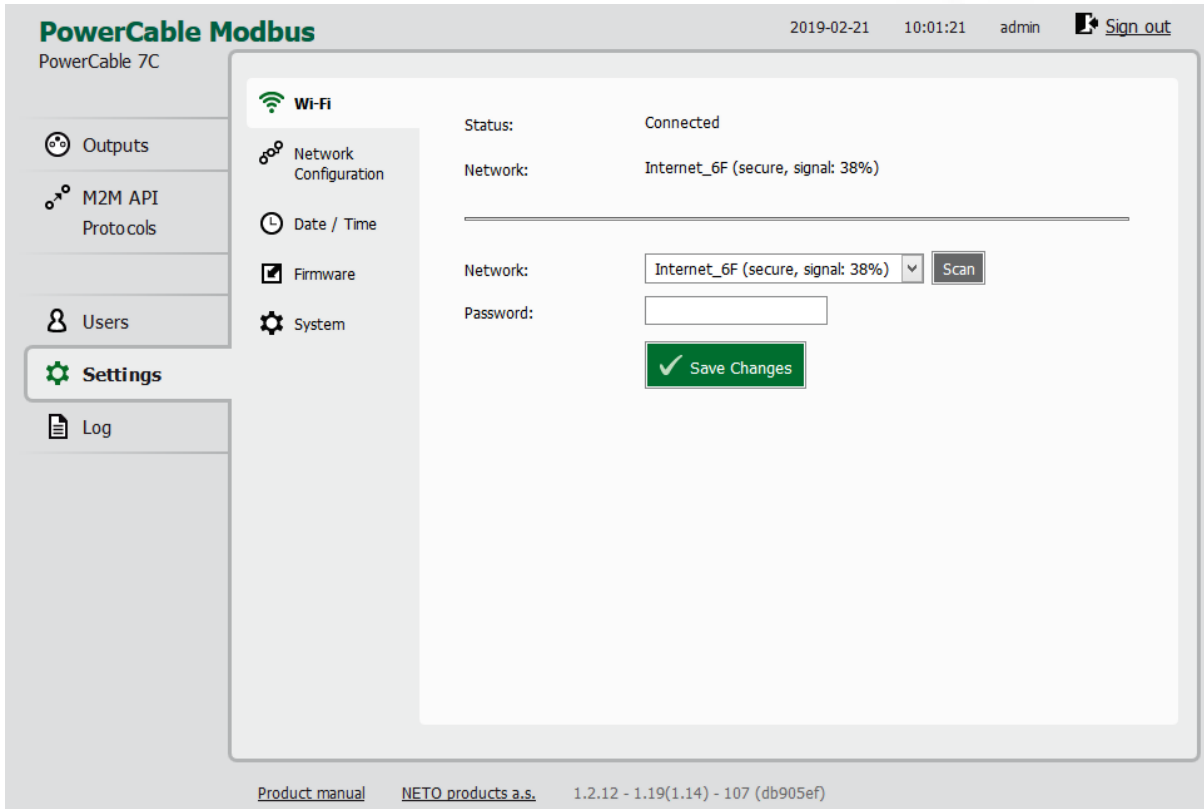 PowerCable Modbus
2019-02-21 10:01:21 admin Sign out
PowerCable 7C
Outputs
M2M API
Protocols
Users
Settings
Log
Wi-Fi
Network
Configuration
Date / Time
Firmware
System
Status: Connected
Network: Internet_6F (secure, signal: 38%)
Network: Internet_6F (secure, signal: 38%) Scan
Password:
Save Changes
Product manual NETO products a.s. 1.2.12 - 1.19(1.14) - 107 (db905ef)